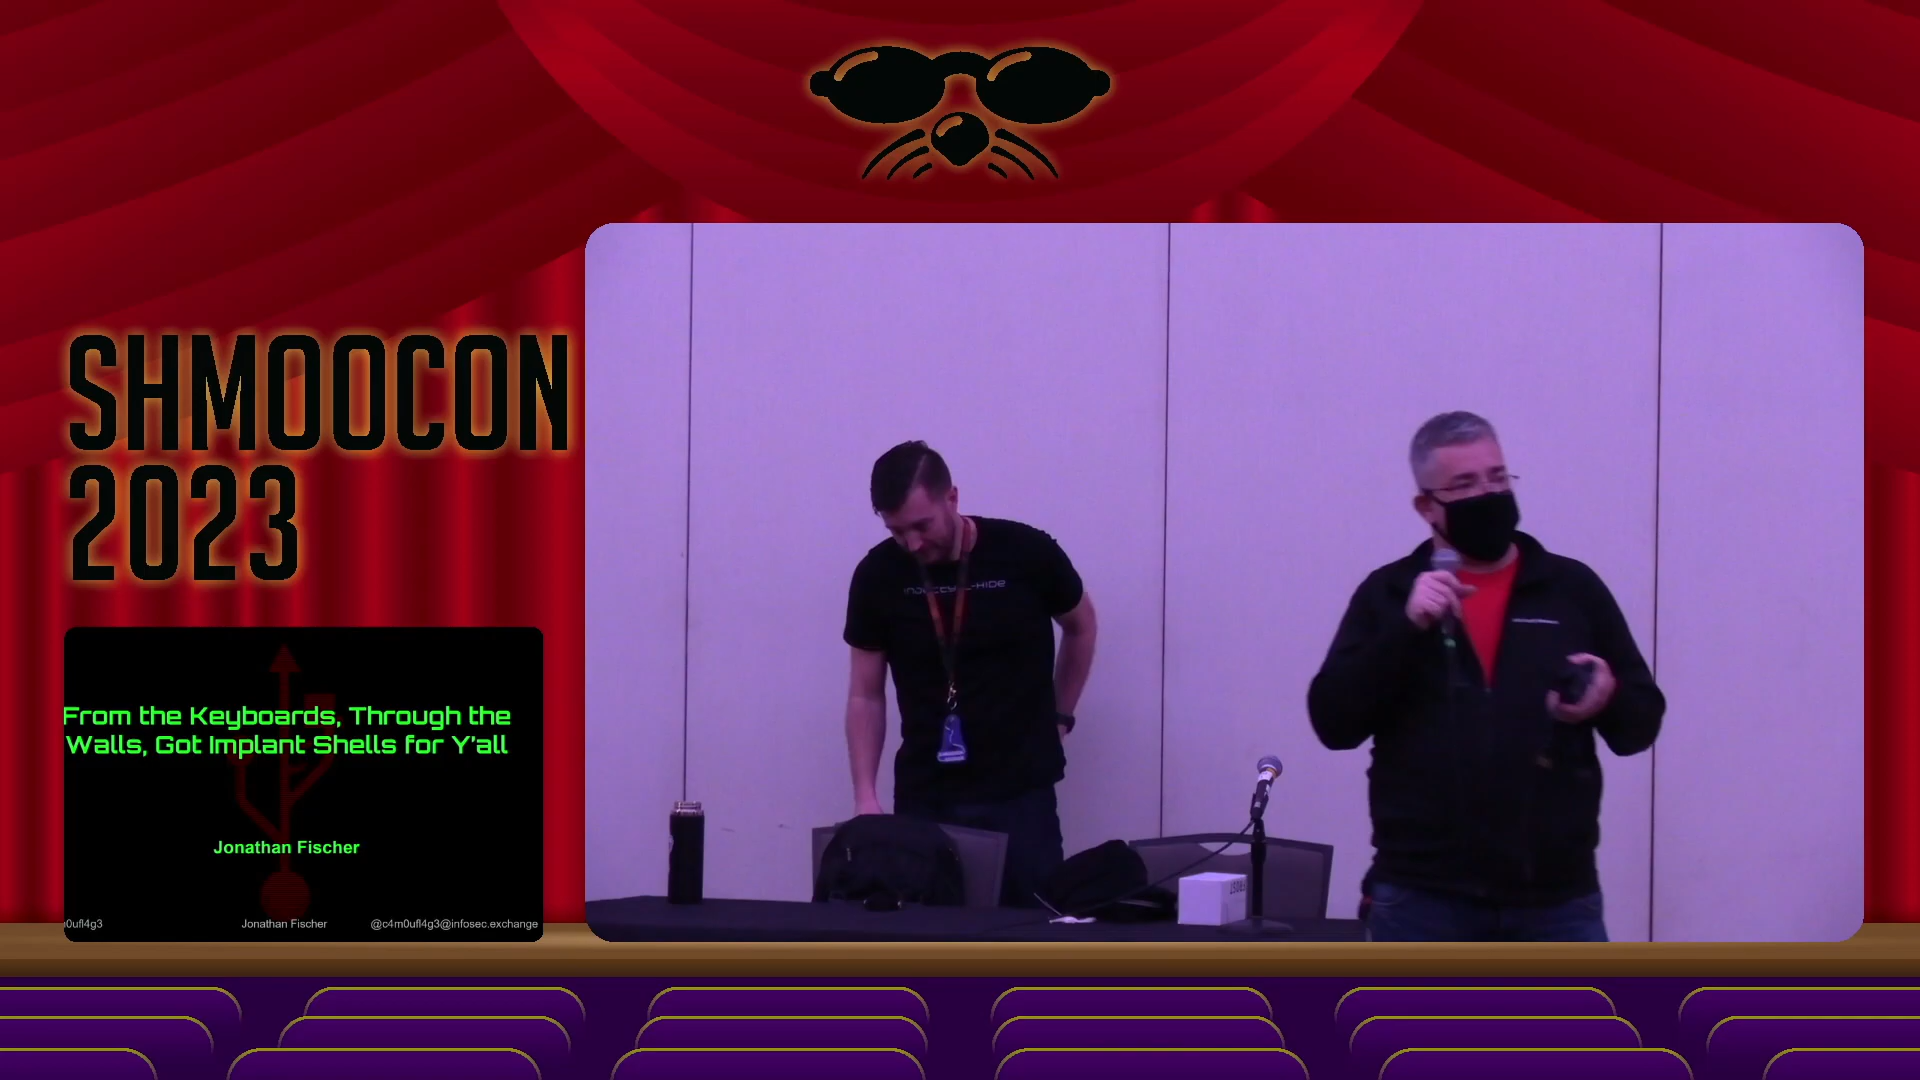 SHMOOCON
2023
From the Keyboards, Through the
Walls, Got Implant Shells for Y'all
Jonathan Fischer
0ufl4g3
Jonathan Fischer
@c4m0ufl4g3@infosec.exchange